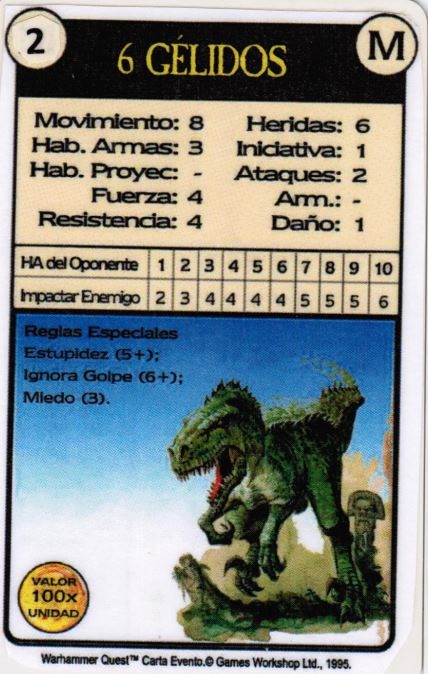 2
M
6 GÉLIDOS
Movimiento: 8 Heridas: 6
Hab. Armas: 3 Iniciativa: 1
Hab. Proyec: - Ataques: 2
Fuerza: 4 Arm.: -
Resistencia: 4 Daño: 1
HA del Oponente 1 2 3 4 5 6 7 8 9 10
Impactar Enemigo 2 3 4 4 4 4 5 5 5 6
Reglas Especiales
Estupidez (5+);
Ignora Golpe (6+);
Miedo (3).
VALOR
100x
UNIDAD
Warhammer Quest™ Carta Evento.© Games Workshop Ltd., 1995.